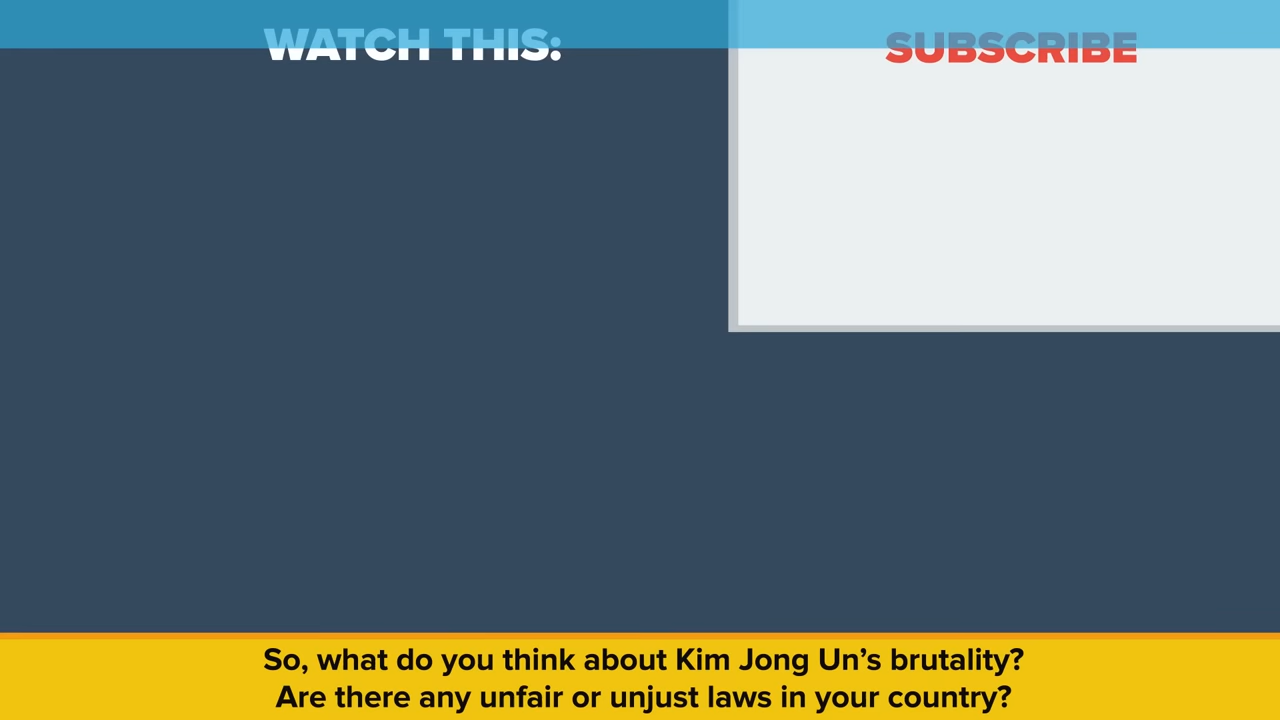 WATCH THIS:
SUBSCRIBE
So, what do you think about Kim Jong Un’s brutality?
Are there any unfair or unjust laws in your country?